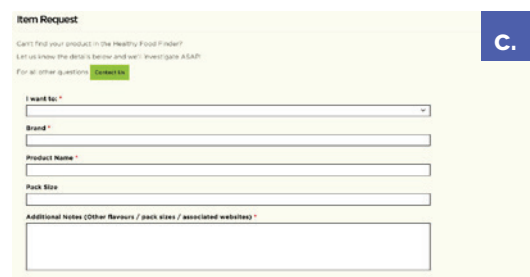 Item Request
C.
Can't find your product in the Healthy Food Finder?
Let us know the details below and we'll investigate ASAP!
For all other questions Contact Us
I want to: *
Brand *
Product Name *
Pack Size
Additional Notes (Other flavours / pack sizes / associated websites) *